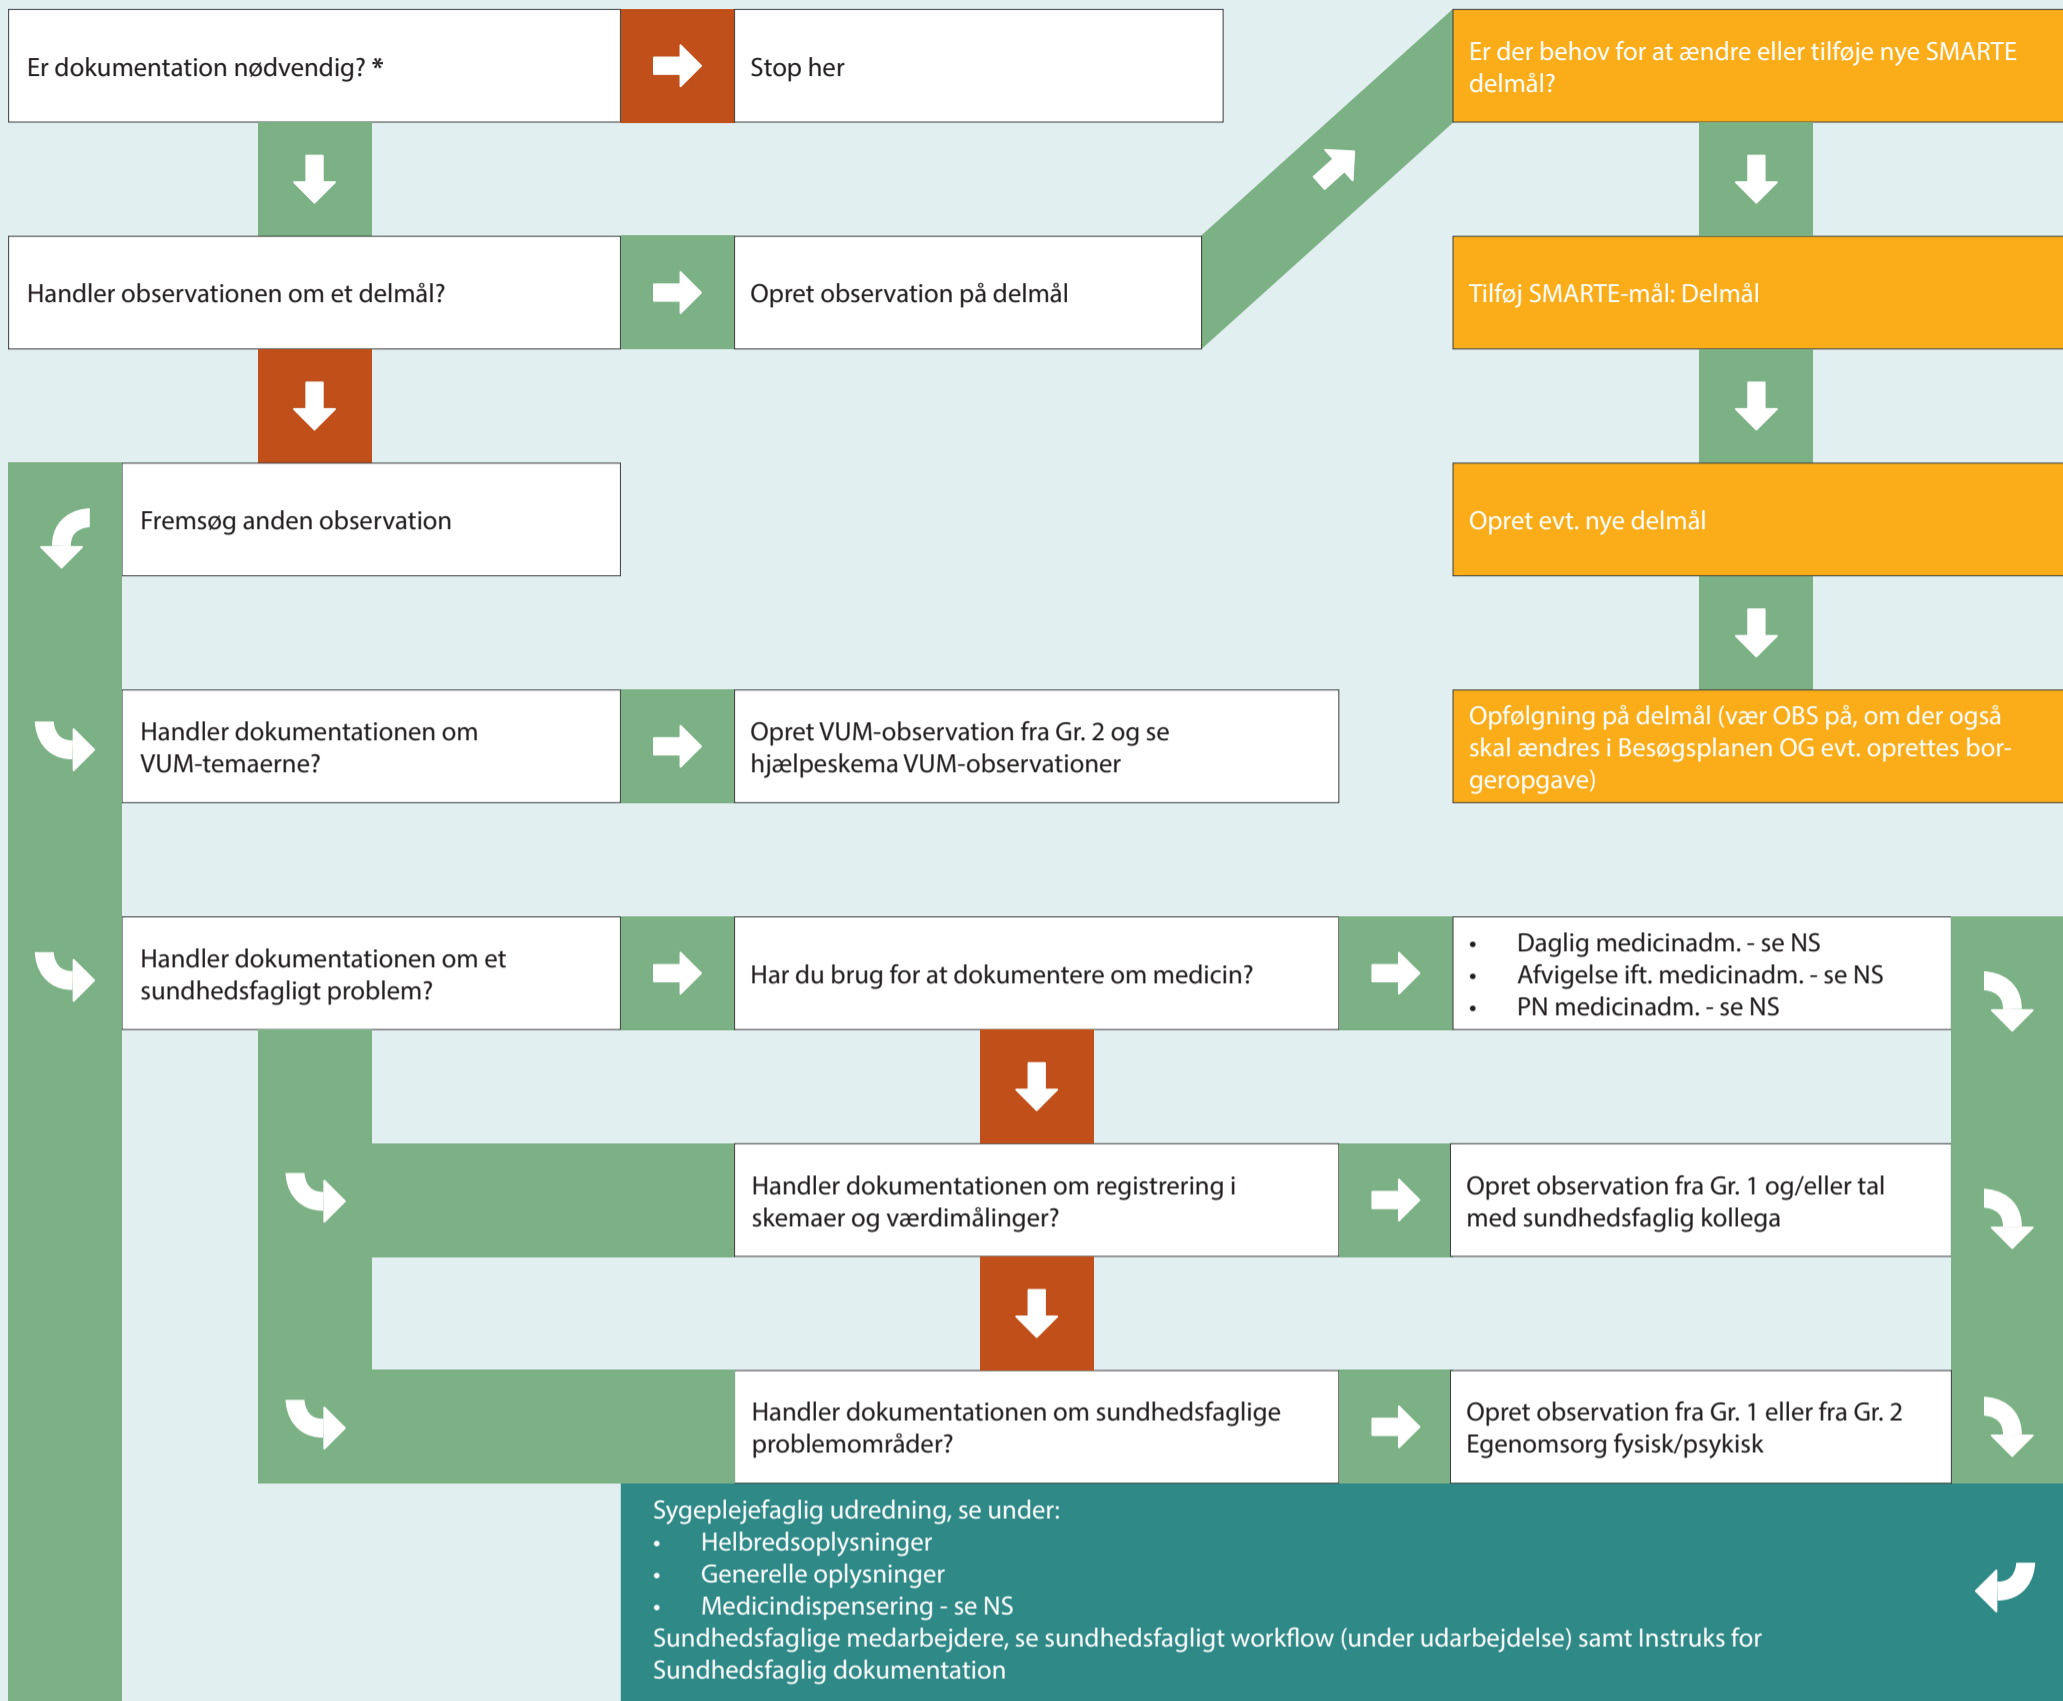 Er dokumentation nødvendig? *
Stop her
Er der behov for at ændre eller tilføje nye SMARTE
delmål?
Handler observationen om et delmål?
Opret observation på delmål
Tilføj SMARTE-mål: Delmål
Fremsøg anden observation
Opret evt. nye delmål
Handler dokumentationen om
VUM-temaerne?
Opret VUM-observation fra Gr. 2 og se
hjælpeskema VUM-observationer
Opfølgning på delmål (vær OBS på, om der også
skal ændres i Besøgsplanen OG evt. oprettes bor-
geropgave)
Handler dokumentationen om et
sundhedsfagligt problem?
Har du brug for at dokumentere om medicin?
• Daglig medicinadm. - se NS
• Afvigelse ift. medicinadm. - se NS
• PN medicinadm. - se NS
Handler dokumentationen om registrering i
skemaer og værdimålinger?
Opret observation fra Gr. 1 og/eller tal
med sundhedsfaglig kollega
Handler dokumentationen om sundhedsfaglige
problemområder?
Opret observation fra Gr. 1 eller fra Gr. 2
Egenomsorg fysisk/psykisk
Sygeplejefaglig udredning, se under:
• Helbredsoplysninger
• Generelle oplysninger
• Medicindispensering - se NS
Sundhedsfaglige medarbejdere, se sundhedsfagligt workflow (under udarbejdelse) samt Instruks for
Sundhedsfaglig dokumentation